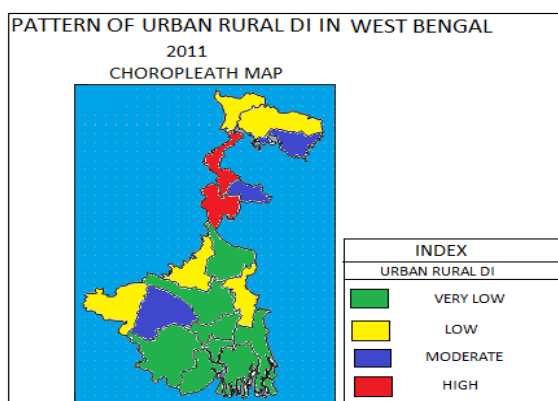 PATTERN OF URBAN RURAL DI IN WEST BENGAL
2011
CHOROPLEATH MAP
INDEX
URBAN RURAL DI
VERY LOW
LOW
MODERATE
HIGH